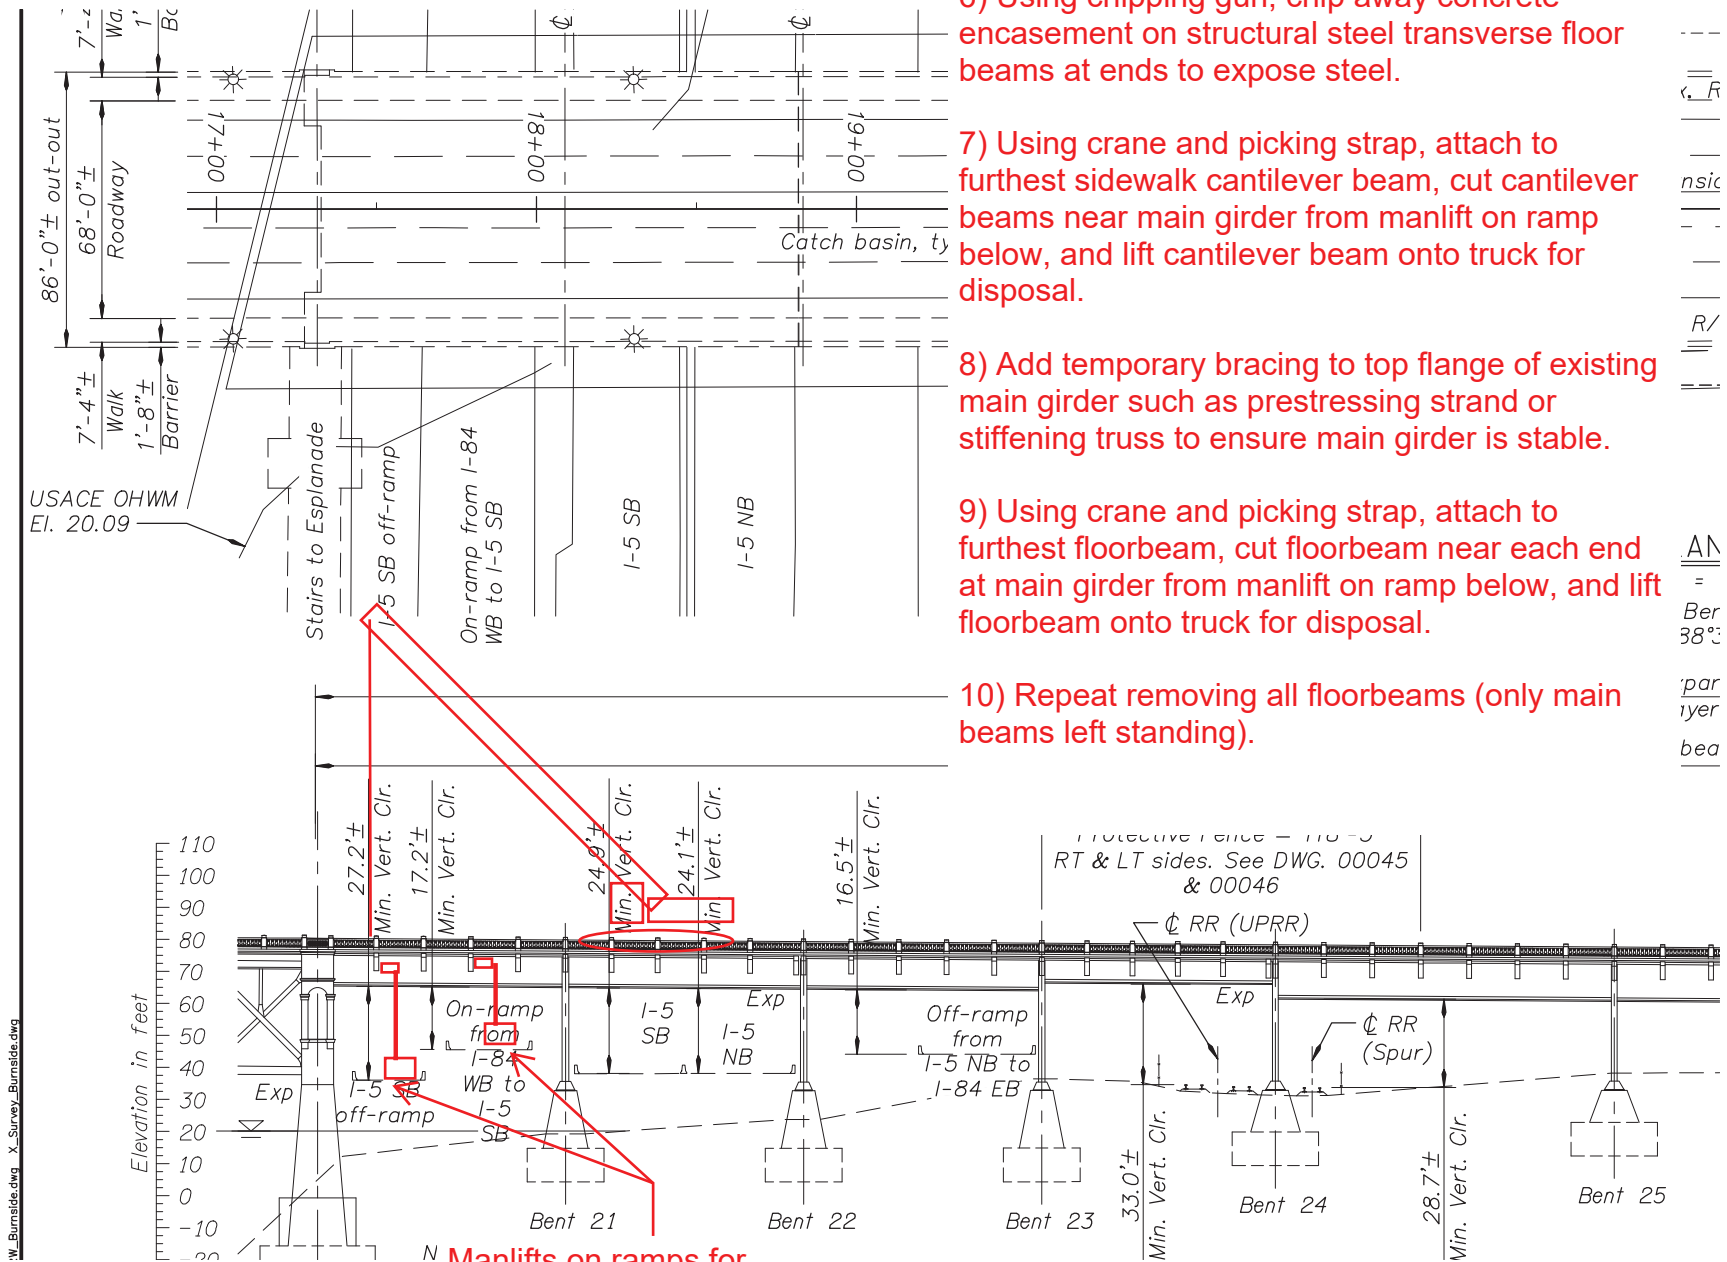 encasement on structural steel transverse floor
beams at ends to expose steel.
7) Using crane and picking strap, attach to
furthest sidewalk cantilever beam, cut cantilever
beams near main girder from manlift on ramp
below, and lift cantilever beam onto truck for
disposal.
8) Add temporary bracing to top flange of existing
main girder such as prestressing strand or
stiffening truss to ensure main girder is stable.
9) Using crane and picking strap, attach to
furthest floorbeam, cut floorbeam near each end
at main girder from manlift on ramp below, and lift
floorbeam onto truck for disposal.
10) Repeat removing all floorbeams (only main
beams left standing).
86'-0"± out-out
68'-0"±
Roadway
17+00
18+00
19+00
Catch basin, ty
7'-4"±
Walk
1'-8"±
Barrier
USACE OHWM
El. 20.09
Stairs to Esplanade
I-5 SB off-ramp
On-ramp from I-84
WB to I-5 SB
I-5 SB
I-5 NB
R/
AN
=
Ber
88°3
bea
27.2'±
Min. Vert. Clr.
17.2'±
Min. Vert. Clr.
24.9'±
Min. Vert. Clr.
24.1'±
Min. Vert. Clr.
16.5'±
Min. Vert. Clr.
RT & LT sides. See DWG. 00045
& 00046
℄ RR (UPRR)
110
100
90
80
70
60
50
40
30
20
10
0
-10
-20
Elevation in feet
Exp
I-5 SB
off-ramp
On-ramp
from
I-84
WB to
I-5
SB
I-5
SB
I-5
NB
Exp
Off-ramp
from
I-5 NB to
I-84 EB
Exp
℄ RR
(Spur)
33.0'±
Min. Vert. Clr.
28.7'±
Min. Vert. Clr.
Bent 21
Bent 22
Bent 23
Bent 24
Bent 25
N
Manlifts on ramps for
W_Burnside.dwg X_Survey_Burnside.dwg